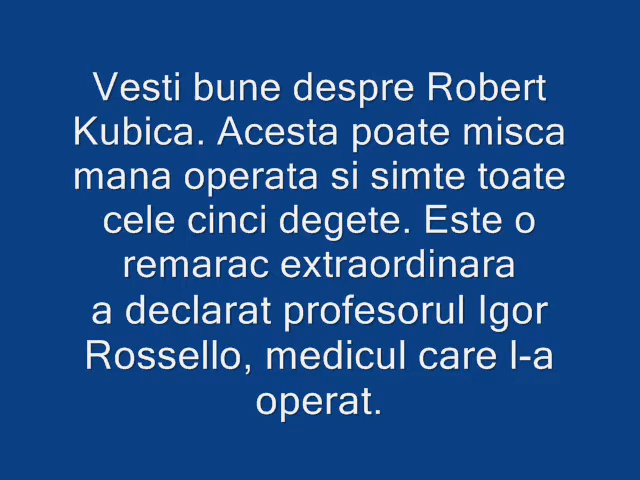 Vesti bune despre Robert
Kubica. Acesta poate misca
mana operata si simte toate
cele cinci degete. Este o
remarac extraordinara
a declarat profesorul Igor
Rossello, medicul care l-a
operat.